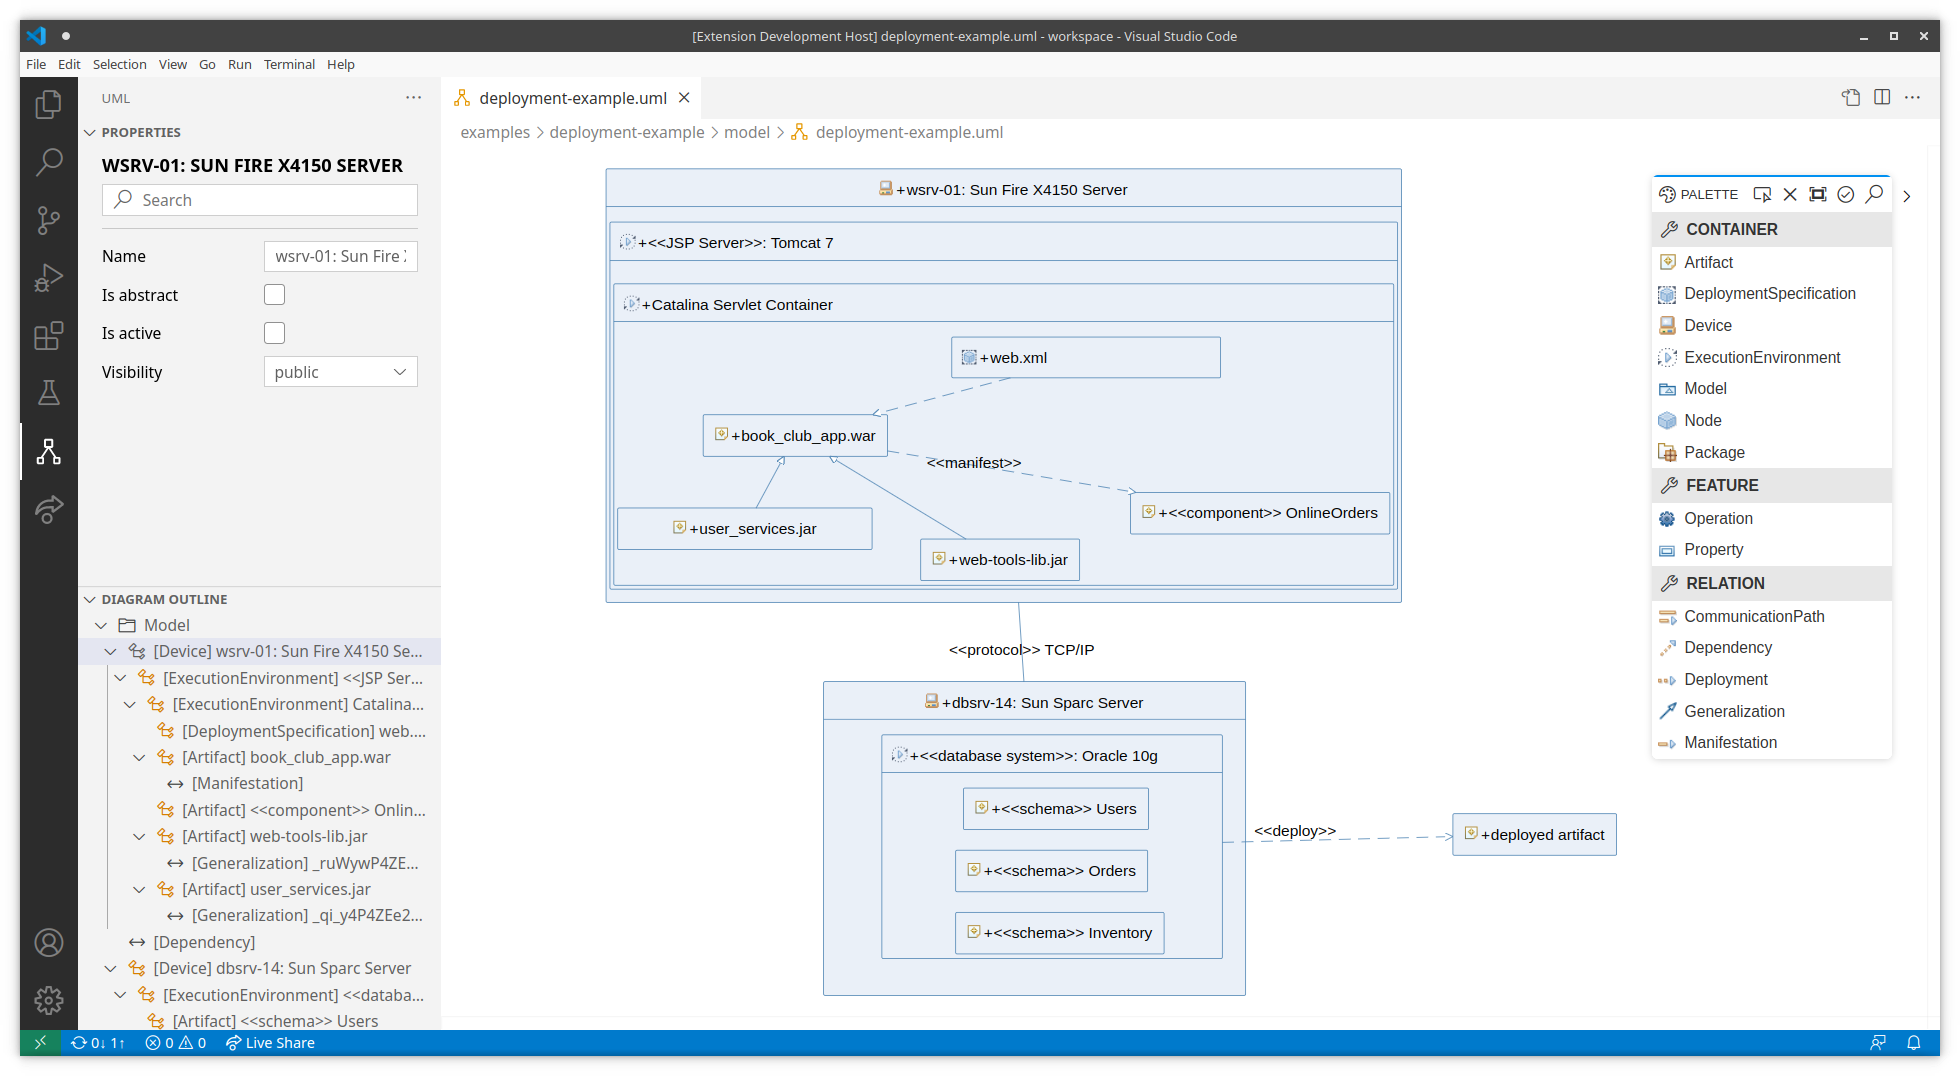 [Extension Development Host] deployment-example.uml - workspace - Visual Studio Code
File Edit Selection View Go Run Terminal Help
UML
PROPERTIES
WSRV-01: SUN FIRE X4150 SERVER
Search
Name wsrv-01: Sun Fire
Is abstract
Is active
Visibility public
DIAGRAM OUTLINE
Model
[Device] wsrv-01: Sun Fire X4150 Se...
[ExecutionEnvironment] <<JSP Ser...
[ExecutionEnvironment] Catalina...
[DeploymentSpecification] web....
[Artifact] book_club_app.war
[Manifestation]
[Artifact] <<component>> Onlin...
[Artifact] web-tools-lib.jar
[Generalization] _ruWywP4ZE...
[Artifact] user_services.jar
[Generalization] _qi_y4P4ZEe2...
[Dependency]
[Device] dbsrv-14: Sun Sparc Server
[ExecutionEnvironment] <<databa...
[Artifact] <<schema>> Users
deployment-example.uml
examples > deployment-example > model > deployment-example.uml
+wsrv-01: Sun Fire X4150 Server
+<<JSP Server>>: Tomcat 7
+Catalina Servlet Container
+web.xml
+book_club_app.war
<<manifest>>
+<<component>> OnlineOrders
+user_services.jar
+web-tools-lib.jar
<<protocol>> TCP/IP
+dbsrv-14: Sun Sparc Server
+<<database system>>: Oracle 10g
+<<schema>> Users
+<<schema>> Orders
+<<schema>> Inventory
<<deploy>>
+deployed artifact
PALETTE
CONTAINER
Artifact
DeploymentSpecification
Device
ExecutionEnvironment
Model
Node
Package
FEATURE
Operation
Property
RELATION
CommunicationPath
Dependency
Deployment
Generalization
Manifestation
0↓ 1↑ 0 0 Live Share